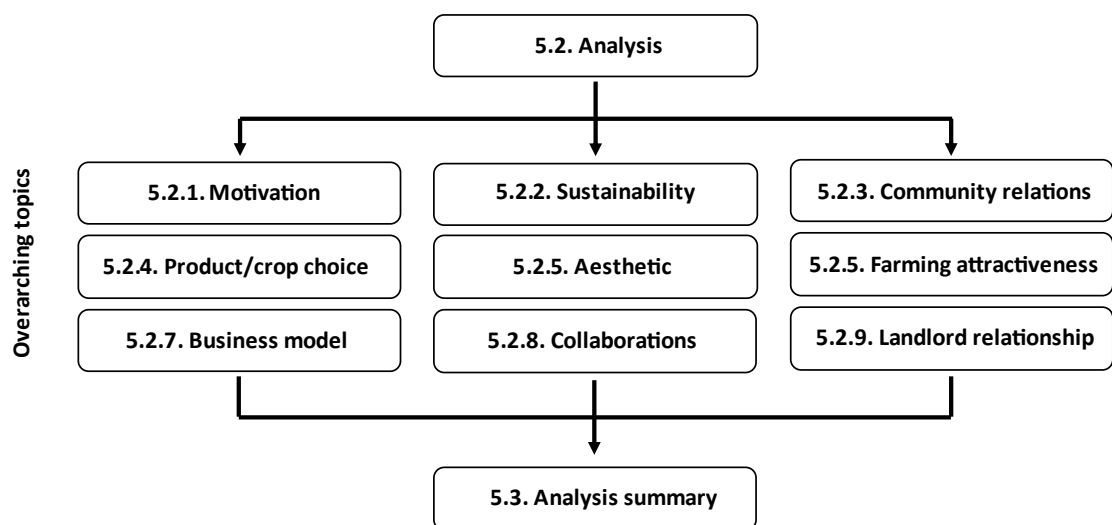 5.2. Analysis
Overarching topics
5.2.1. Motivation
5.2.2. Sustainability
5.2.3. Community relations
5.2.4. Product/crop choice
5.2.5. Aesthetic
5.2.5. Farming attractiveness
5.2.7. Business model
5.2.8. Collaborations
5.2.9. Landlord relationship
5.3. Analysis summary